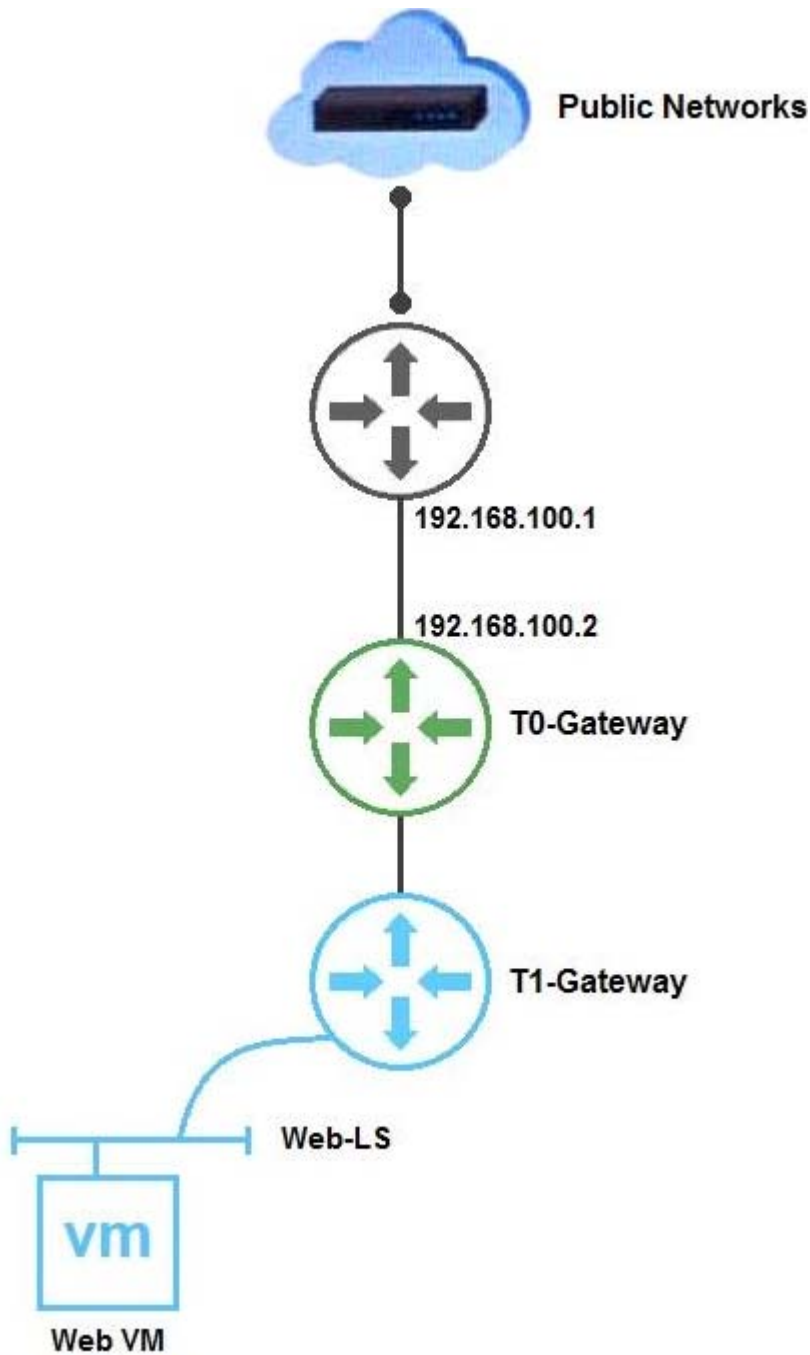 Public Networks
192.168.100.1
192.168.100.2
T0-Gateway
T1-Gateway
Web-LS
vm
Web VM